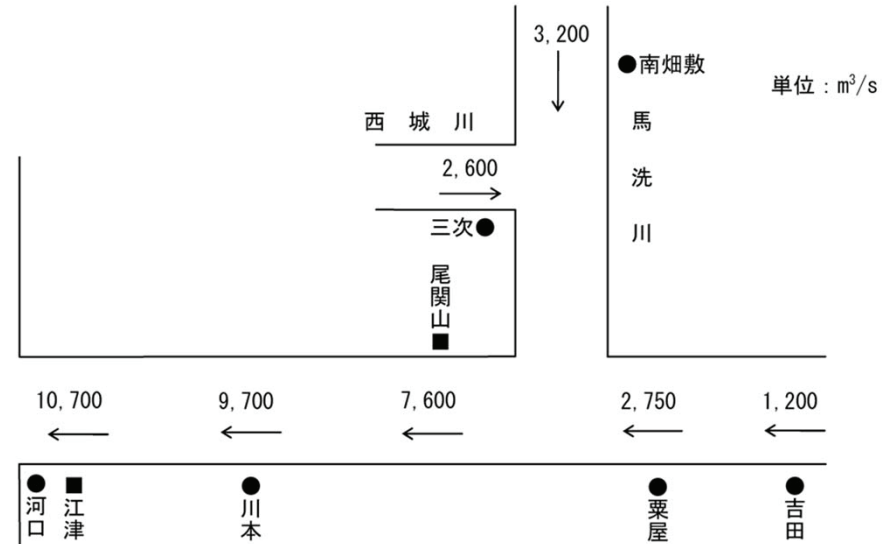 3,200
●南畑敷
単位：m³/s
西城川
馬洗川
2,600
三次●
尾関山■
10,700
9,700
7,600
2,750
1,200
●河口
■江津
●川本
●粟屋
●吉田